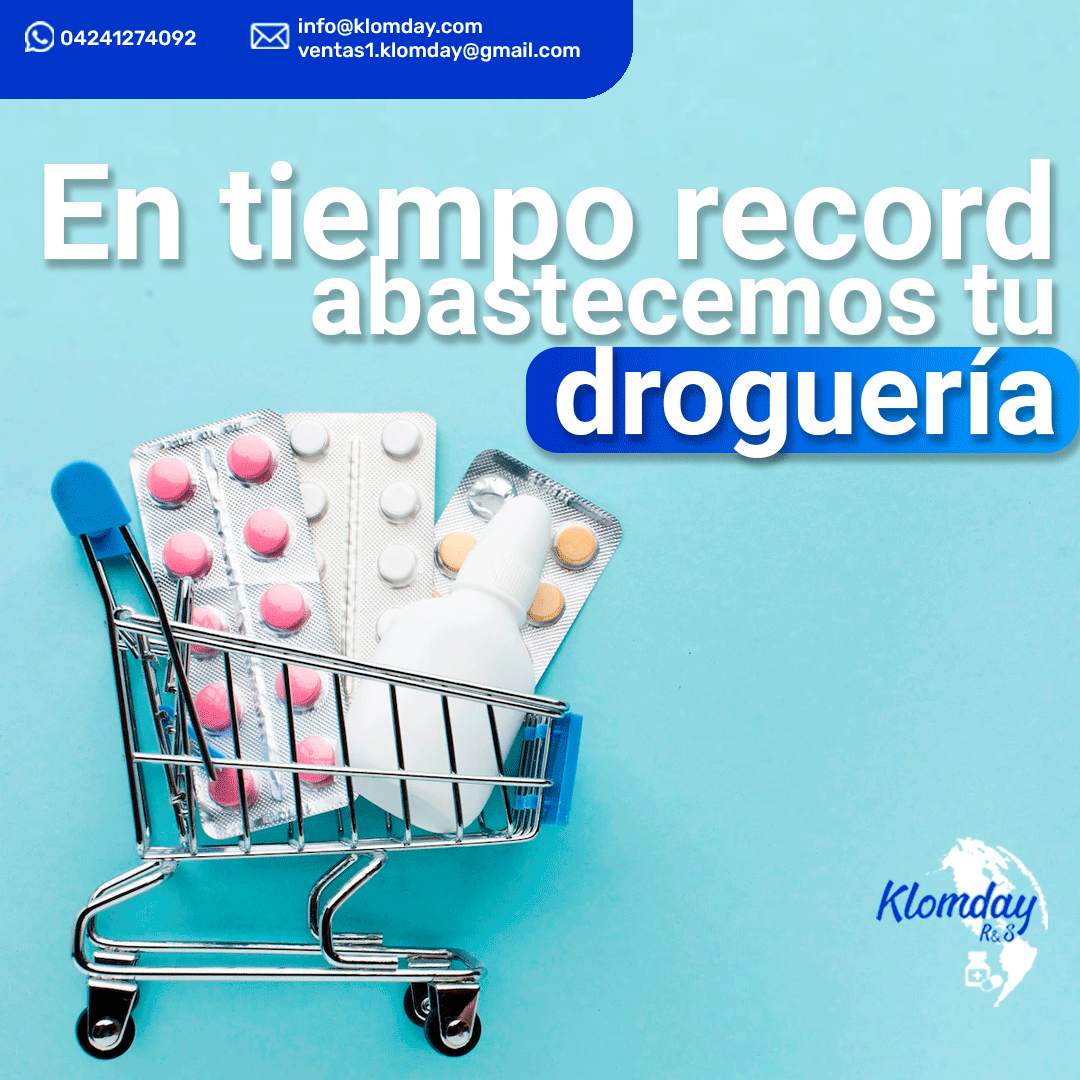 04241274092
info@klomday.com
ventas1.klomday@gmail.com
En tiempo record
abastecemos tu
droguería
Klomday
R&S